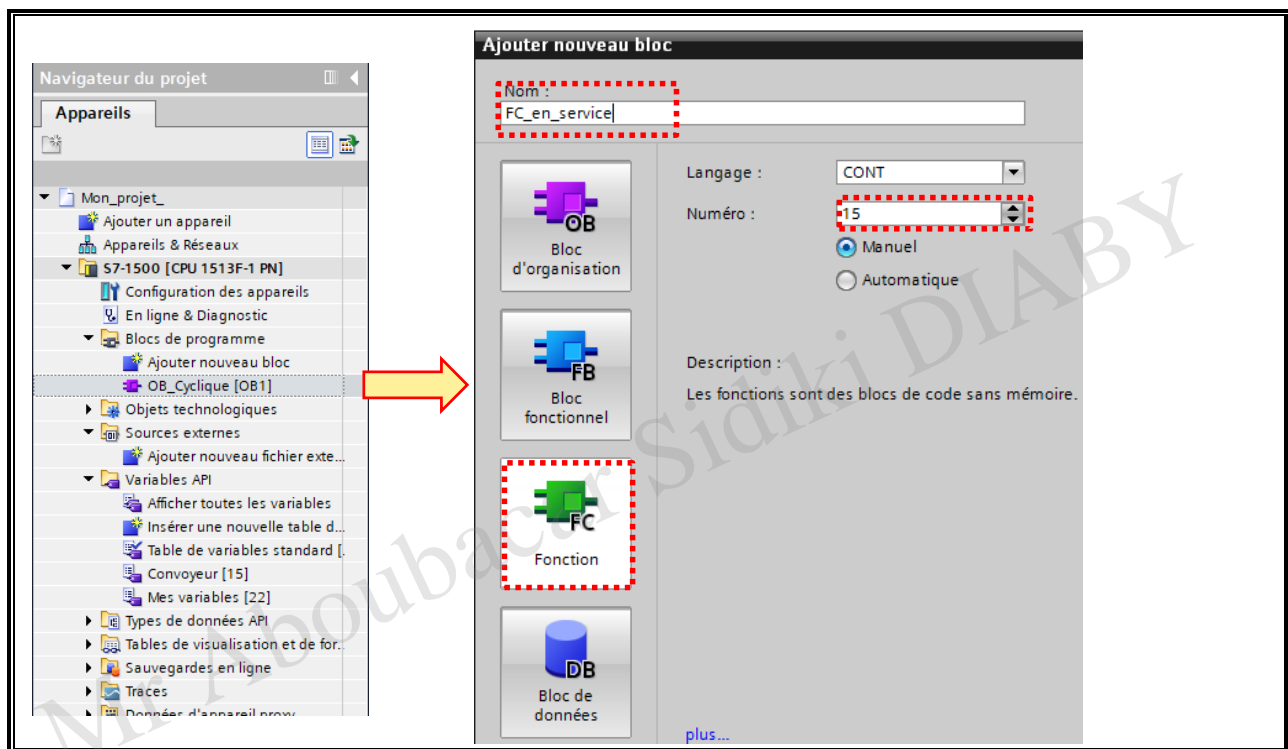 Navigateur du projet
Appareils
Mon_projet_
Ajouter un appareil
Appareils & Réseaux
S7-1500 [CPU 1513F-1 PN]
Configuration des appareils
En ligne & Diagnostic
Blocs de programme
Ajouter nouveau bloc
OB_Cyclique [OB1]
Objets technologiques
Sources externes
Ajouter nouveau fichier exte...
Variables API
Afficher toutes les variables
Insérer une nouvelle table d...
Table de variables standard [.
Convoyeur [15]
Mes variables [22]
Types de données API
Tables de visualisation et de for..
Sauvegardes en ligne
Traces
Données d'appareil proxy
Ajouter nouveau bloc
Nom :
FC_en_service
OB
Bloc
d'organisation
FB
Bloc
fonctionnel
FC
Fonction
DB
Bloc de
données
Langage :
CONT
Numéro :
15
Manuel
Automatique
Description :
Les fonctions sont des blocs de code sans mémoire.
plus...
Mr Aboubacar Sidiki DIABY